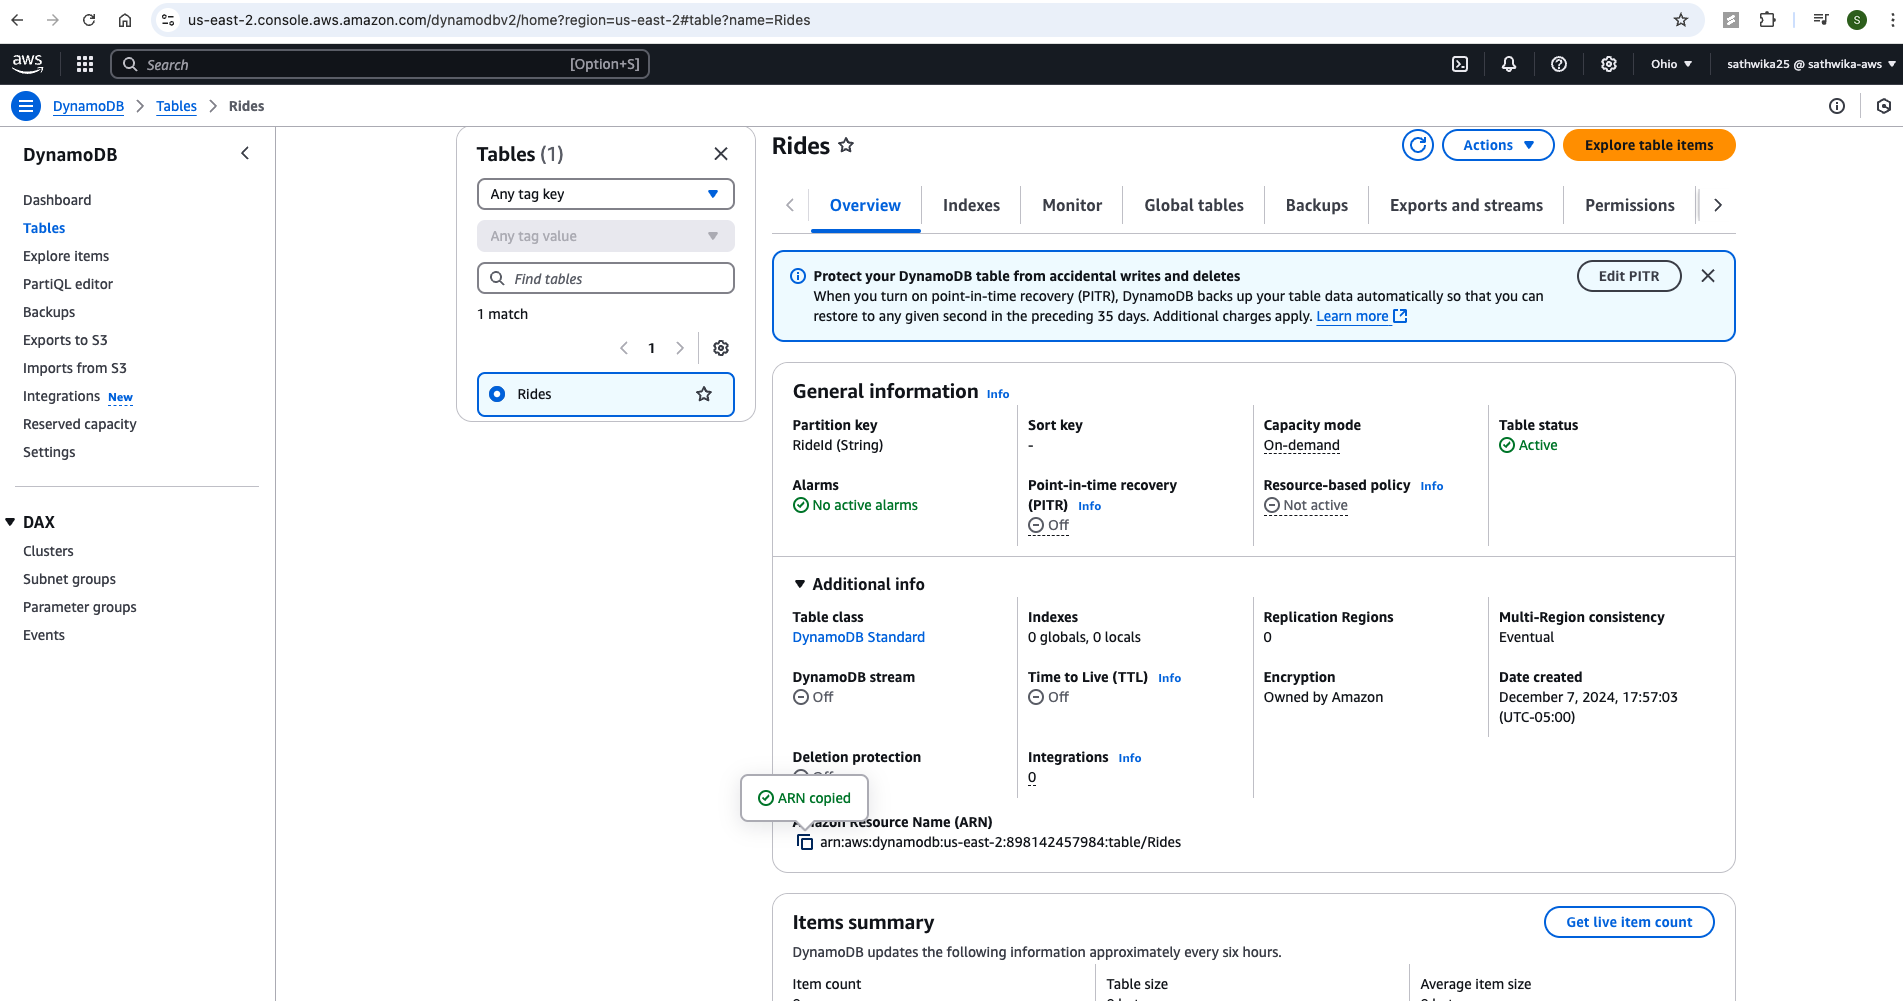 us-east-2.console.aws.amazon.com/dynamodbv2/home?region=us-east-2#table?name=Rides
S
aws
Search
[Option+S]
Ohio
sathwika25 @ sathwika-aws
DynamoDB
Tables
Rides
DynamoDB
Dashboard
Tables
Explore items
PartiQL editor
Backups
Exports to S3
Imports from S3
Integrations New
Reserved capacity
Settings
DAX
Clusters
Subnet groups
Parameter groups
Events
Tables (1)
Any tag key
Any tag value
Find tables
1 match
1
Rides
Rides
Actions
Explore table items
Overview
Indexes
Monitor
Global tables
Backups
Exports and streams
Permissions
Protect your DynamoDB table from accidental writes and deletes
When you turn on point-in-time recovery (PITR), DynamoDB backs up your table data automatically so that you can
restore to any given second in the preceding 35 days. Additional charges apply. Learn more
Edit PITR
General information Info
Partition key
RideId (String)
Sort key
-
Capacity mode
On-demand
Table status
Active
Alarms
No active alarms
Point-in-time recovery
(PITR) Info
Off
Resource-based policy Info
Not active
Additional info
Table class
DynamoDB Standard
Indexes
0 globals, 0 locals
Replication Regions
0
Multi-Region consistency
Eventual
DynamoDB stream
Off
Time to Live (TTL) Info
Off
Encryption
Owned by Amazon
Date created
December 7, 2024, 17:57:03
(UTC-05:00)
Deletion protection
Integrations Info
0
ARN copied
Amazon Resource Name (ARN)
arn:aws:dynamodb:us-east-2:898142457984:table/Rides
Items summary
Get live item count
DynamoDB updates the following information approximately every six hours.
Item count
Table size
Average item size